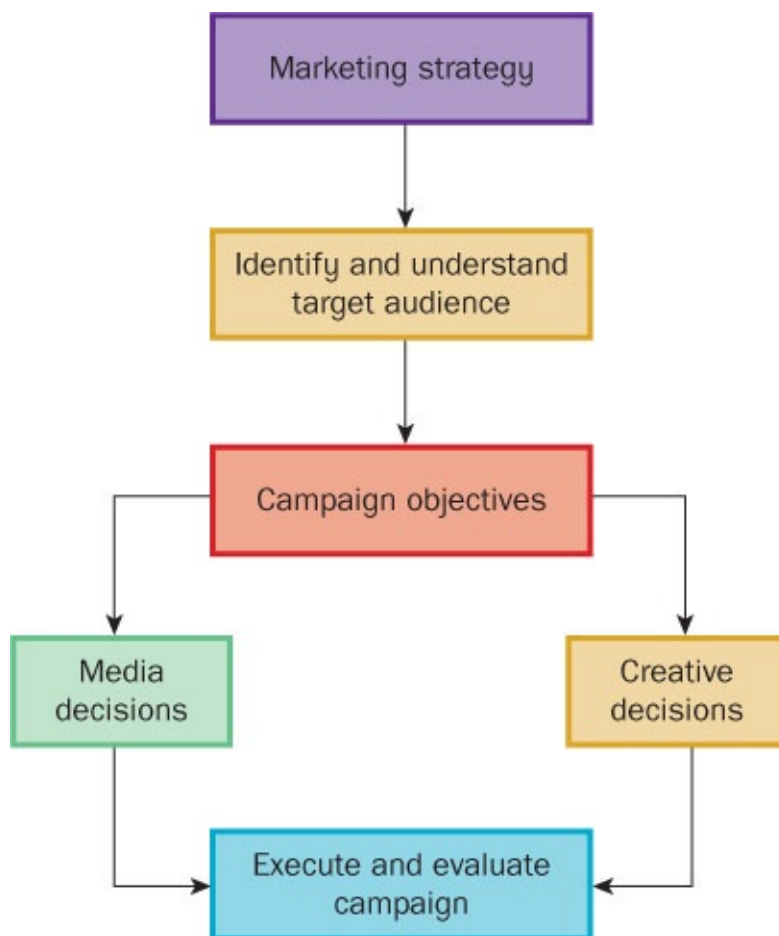 Marketing strategy
Identify and understand
target audience
Campaign objectives
Media
decisions
Creative
decisions
Execute and evaluate
campaign